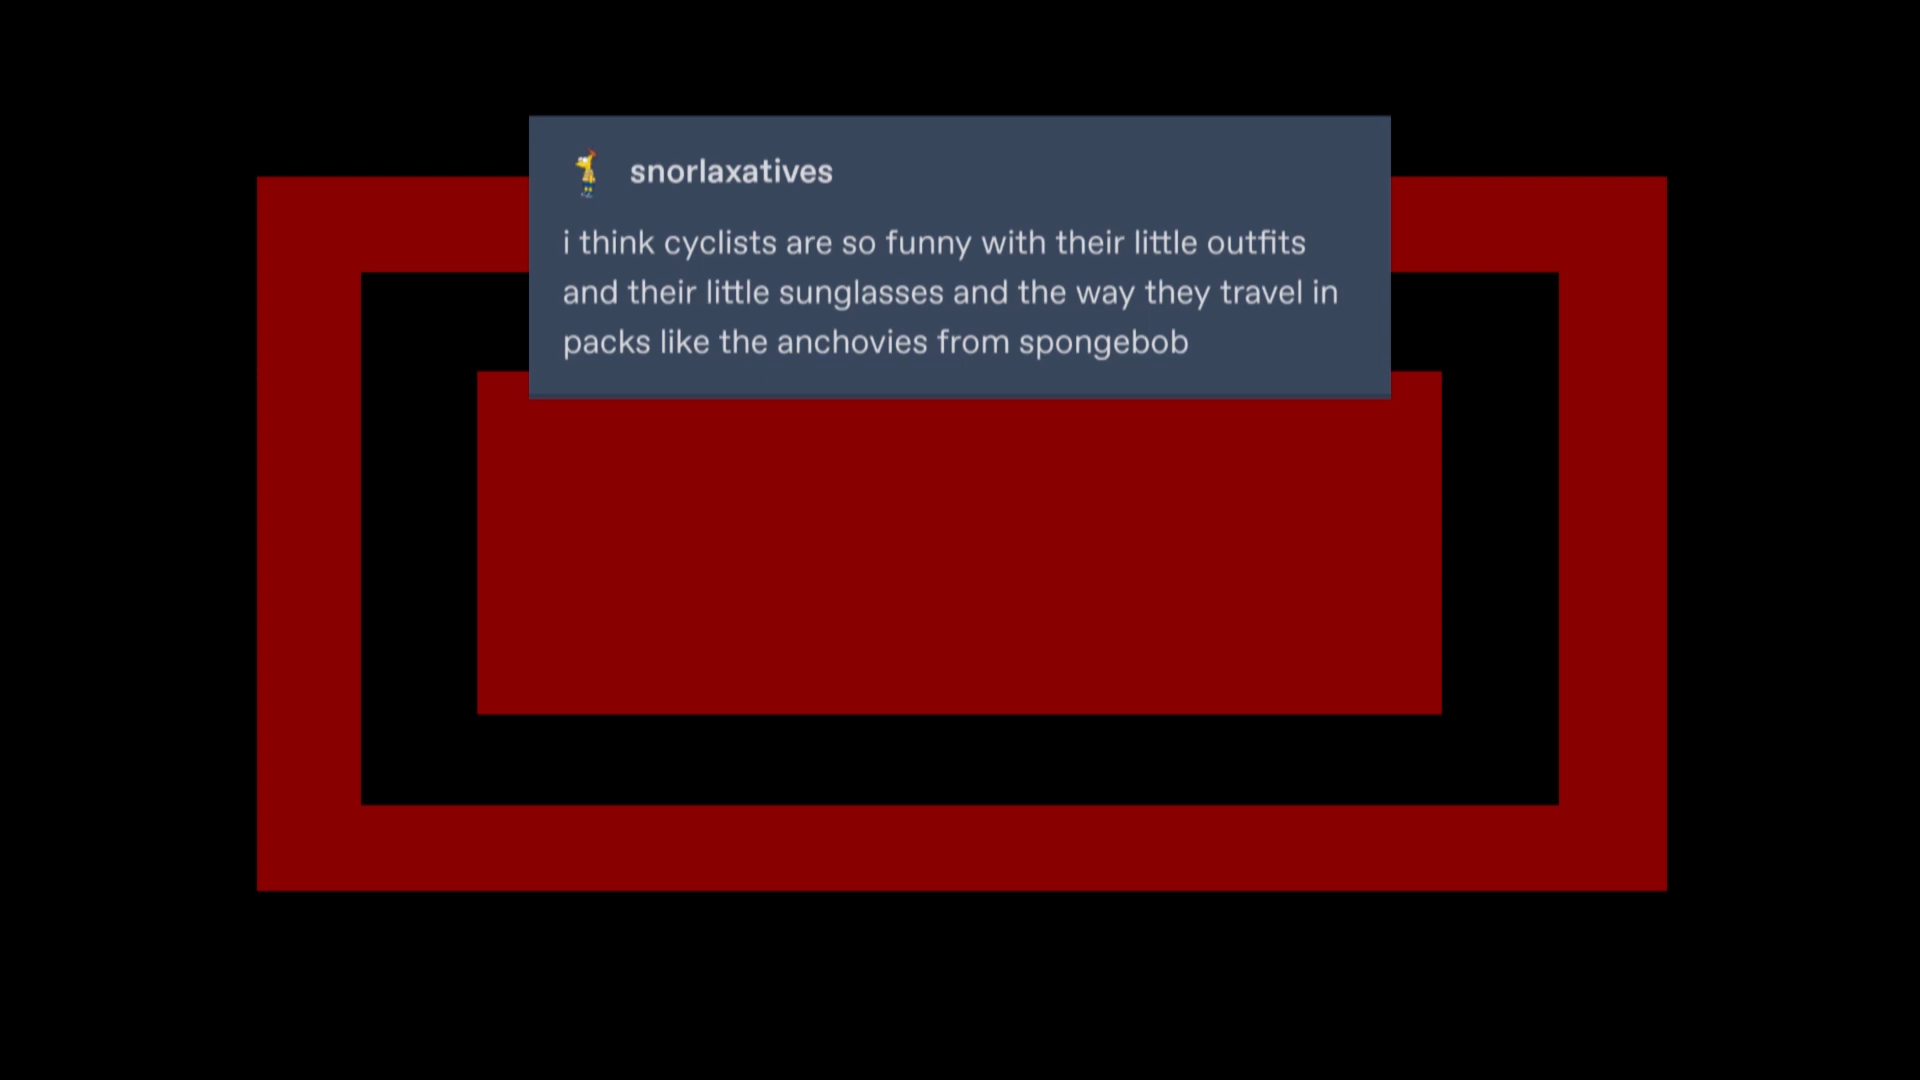 snorlaxatives
i think cyclists are so funny with their little outfits
and their little sunglasses and the way they travel in
packs like the anchovies from spongebob